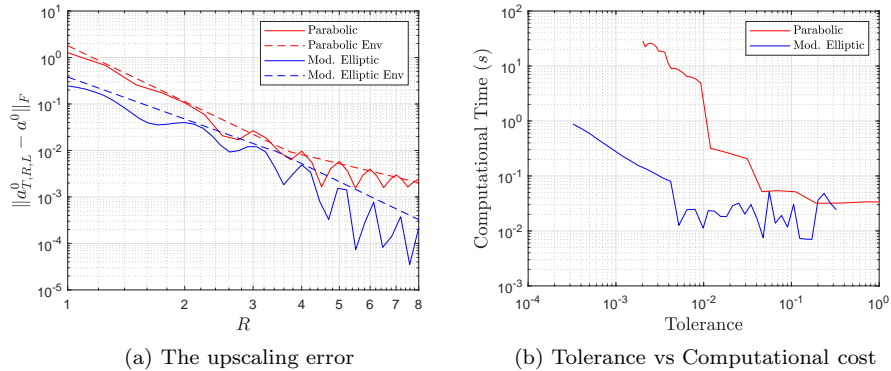 10^1
10^0
10^-1
10^-2
10^-3
10^-4
10^-5
‖a^0_{T,R,L} − a^0‖_F
Parabolic
Parabolic Env
Mod. Elliptic
Mod. Elliptic Env
1 2 3 4 5 6 7 8
R
(a) The upscaling error
10^2
10^1
10^0
10^-1
10^-2
10^-3
Computational Time (s)
Parabolic
Mod. Elliptic
10^-4 10^-3 10^-2 10^-1 10^0
Tolerance
(b) Tolerance vs Computational cost